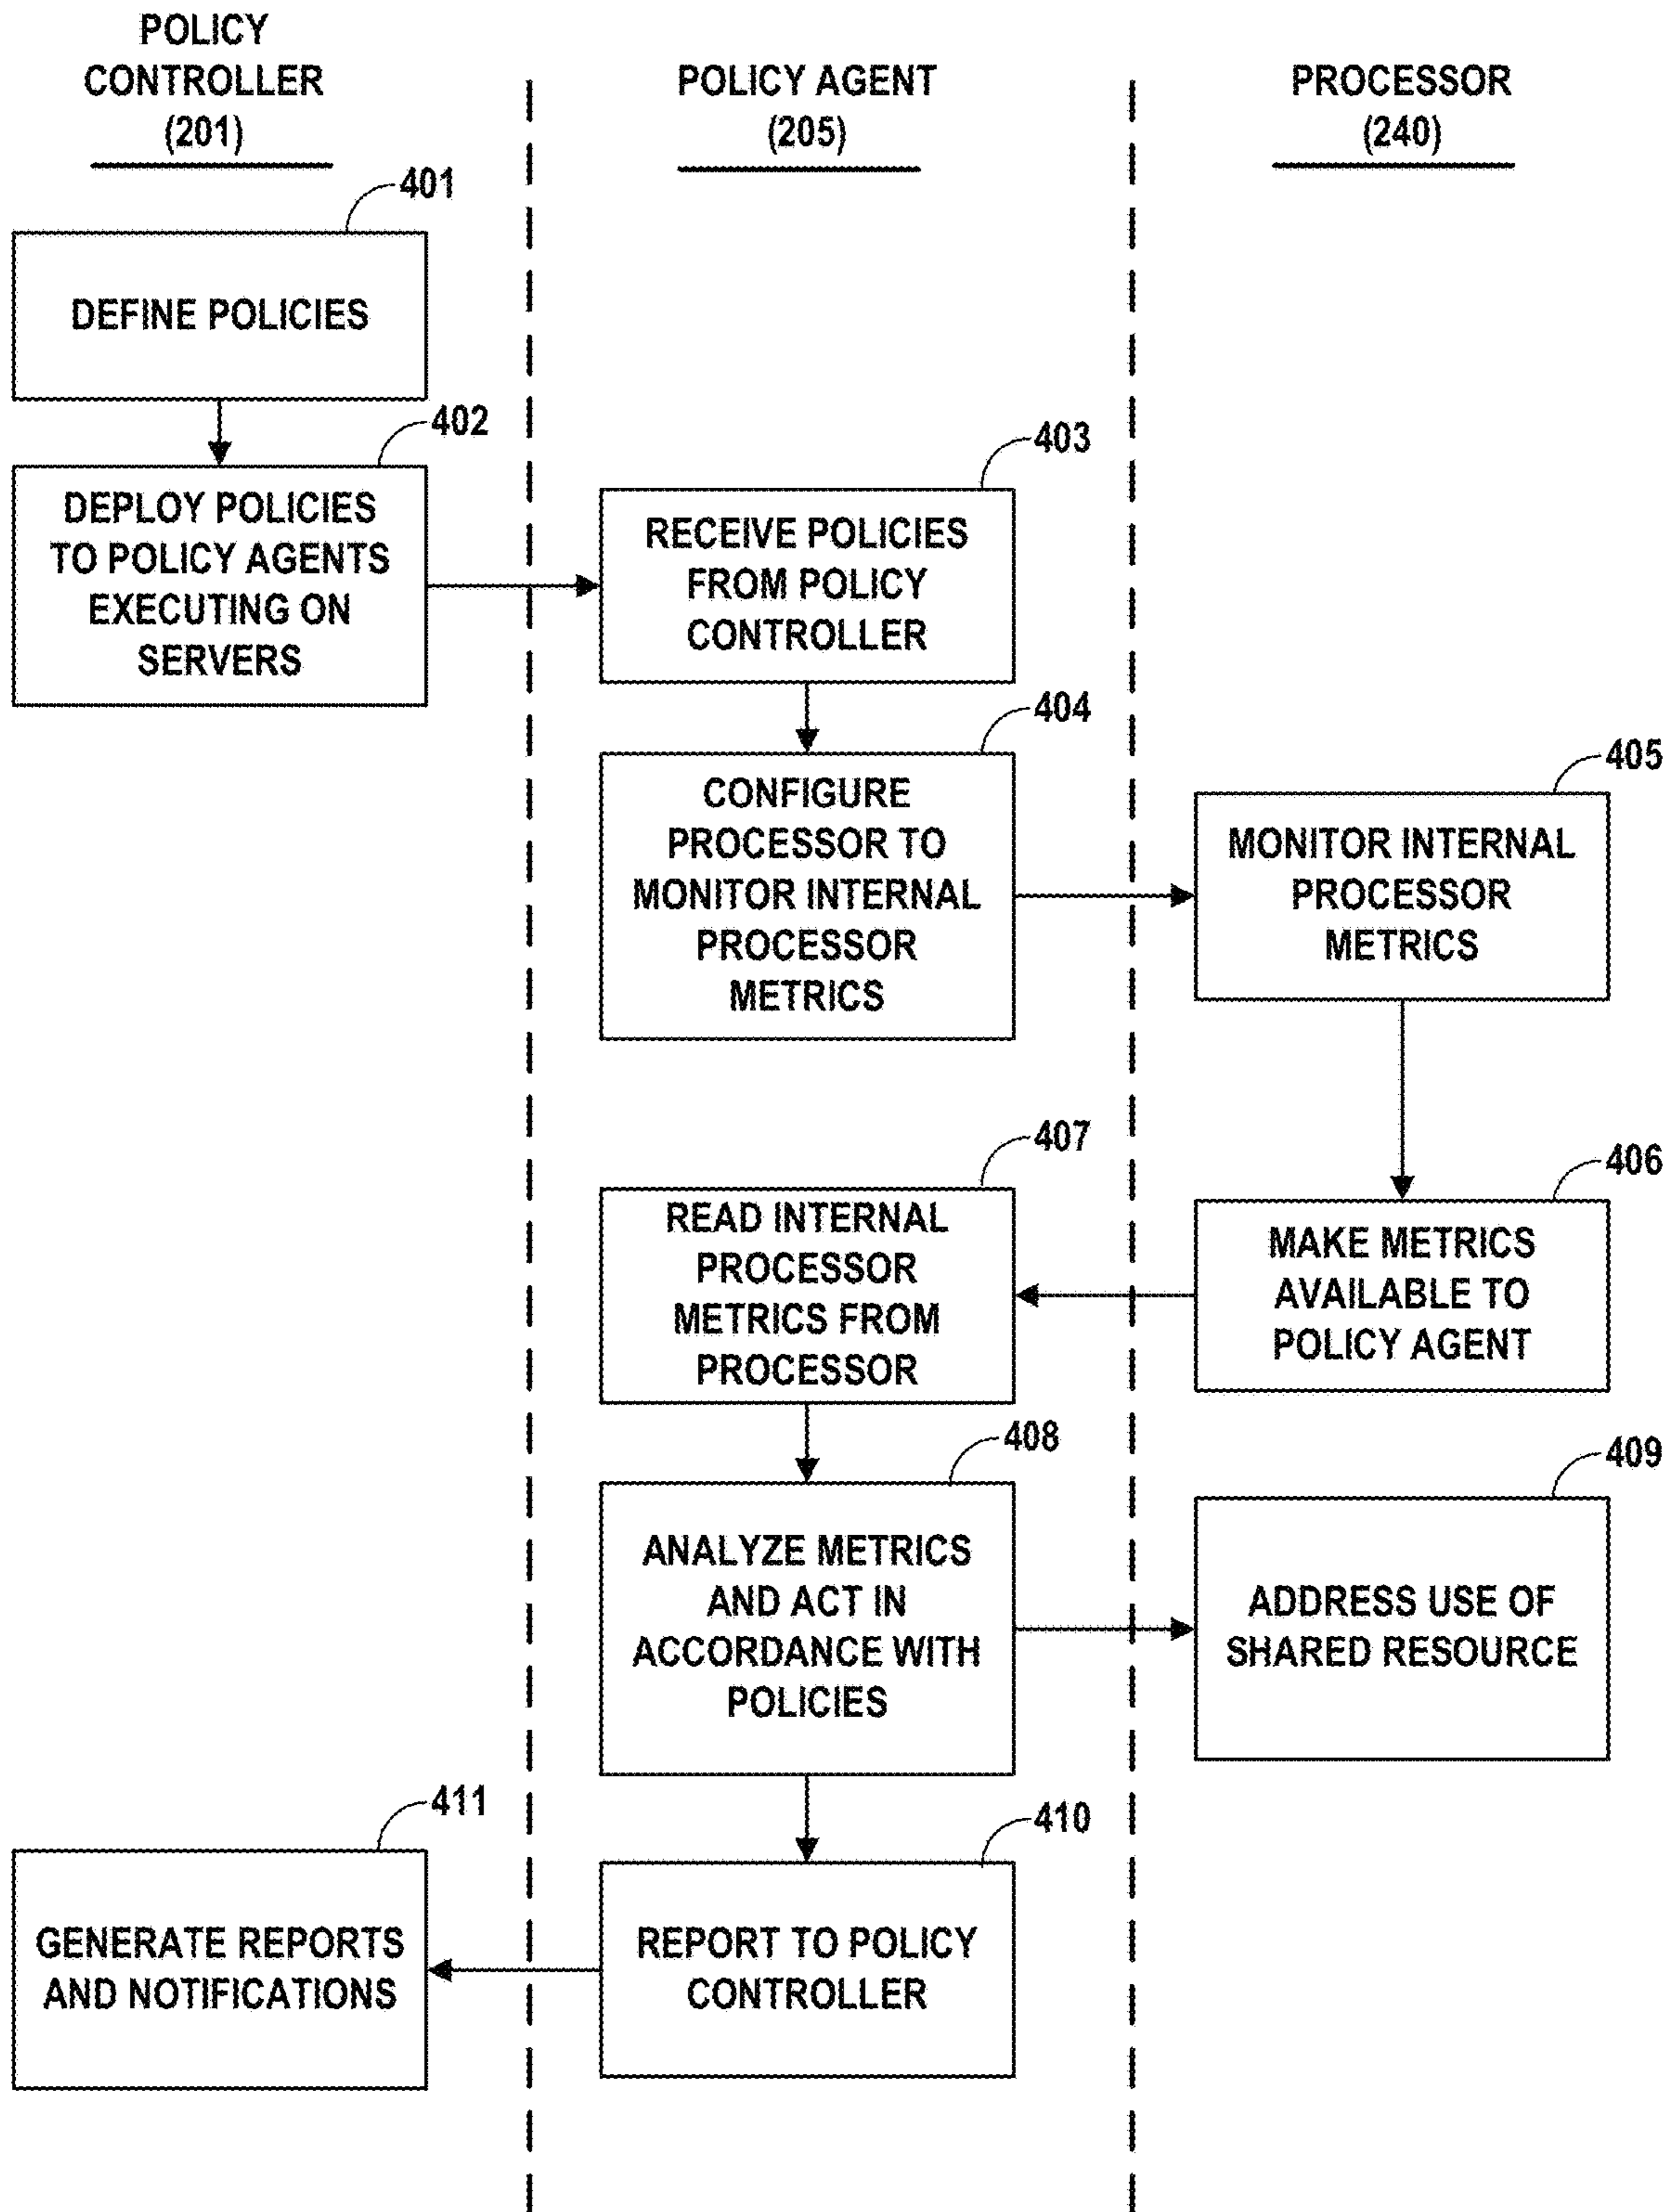 POLICY
CONTROLLER
(201)
POLICY AGENT
(205)
PROCESSOR
(240)
401
DEFINE POLICIES
402
DEPLOY POLICIES
TO POLICY AGENTS
EXECUTING ON
SERVERS
403
RECEIVE POLICIES
FROM POLICY
CONTROLLER
404
CONFIGURE
PROCESSOR TO
MONITOR INTERNAL
PROCESSOR
METRICS
405
MONITOR INTERNAL
PROCESSOR
METRICS
406
MAKE METRICS
AVAILABLE TO
POLICY AGENT
407
READ INTERNAL
PROCESSOR
METRICS FROM
PROCESSOR
408
ANALYZE METRICS
AND ACT IN
ACCORDANCE WITH
POLICIES
409
ADDRESS USE OF
SHARED RESOURCE
410
REPORT TO POLICY
CONTROLLER
411
GENERATE REPORTS
AND NOTIFICATIONS